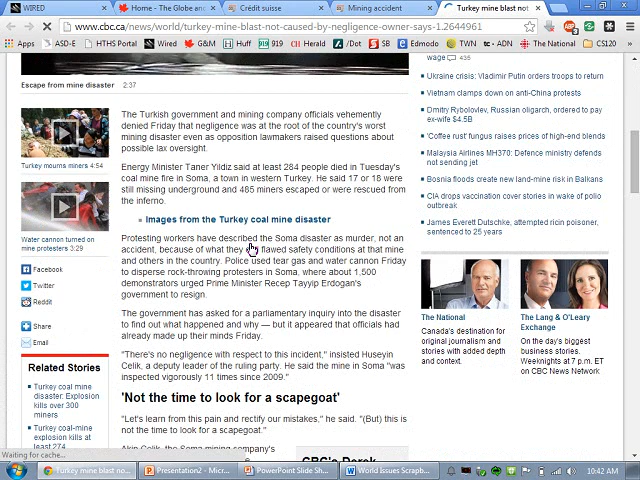 WIRED
Home - The Globe and
Crédit suisse
Mining accident
Turkey mine blast not
www.cbc.ca/news/world/turkey-mine-blast-not-caused-by-negligence-owner-says-1.2644961
Apps
ASD-E
HTHS Portal
Wired
G&M
Huff
919
CH Herald
/Dot
SB
Edmodo
TWN
ADN
The National
CS120
Escape from mine disaster 2:37
Turkey mourns miners 4:54
Water cannon turned on
mine protesters 3:29
Facebook
Twitter
Reddit
Share
Email
Related Stories
Turkey coal mine
disaster: Explosion
kills over 300
miners
Turkey coal-mine
explosion kills at
least 274
The Turkish government and mining company officials vehemently
denied Friday that negligence was at the root of the country's worst
mining disaster even as opposition lawmakers raised questions about
possible lax oversight.
Energy Minister Taner Yildiz said at least 284 people died in Tuesday's
coal mine fire in Soma, a town in western Turkey. He said 17 or 18 were
still missing underground and 485 miners escaped or were rescued from
the inferno.
Images from the Turkey coal mine disaster
Protesting workers have described the Soma disaster as murder, not an
accident, because of what they flawed safety conditions at that mine
and others in the country. Police used tear gas and water cannon Friday
to disperse rock-throwing protesters in Soma, where about 1,500
demonstrators urged Prime Minister Recep Tayyip Erdogan's
government to resign.
The government has asked for a parliamentary inquiry into the disaster
to find out what happened and why — but it appeared that officials had
already made up their minds Friday.
"There's no negligence with respect to this incident," insisted Huseyin
Celik, a deputy leader of the ruling party. He said the mine in Soma "was
inspected vigorously 11 times since 2009."
'Not the time to look for a scapegoat'
"Let's learn from this pain and rectify our mistakes," he said. "(But) this is
not the time to look for a scapegoat."
Akin Celik, the Soma mining company's
CBC's Derek
wage 435
Ukraine crisis: Vladimir Putin orders troops to return
Vietnam clamps down on anti-China protests
Dmitry Rybolovlev, Russian oligarch, ordered to pay
ex-wife $4.5B
'Coffee rust' fungus raises prices of high-end blends
Malaysia Airlines MH370: Defence ministry defends
not sending jet
Bosnia floods create new land-mine risk in Balkans
CIA drops vaccination cover stories in wake of polio
outbreak
James Everett Dutschke, attempted ricin poisoner,
sentenced to 25 years
The National
Canada's destination for
original journalism and
stories with added depth
and context.
The Lang & O'Leary
Exchange
On the day's biggest
business stories.
Weeknights at 7 p.m. ET
on CBC News Network
Waiting for cache...
Turkey mine blast no...
Presentation2 - Micr...
PowerPoint Slide Sh...
World Issues Scrapb...
10:42 AM